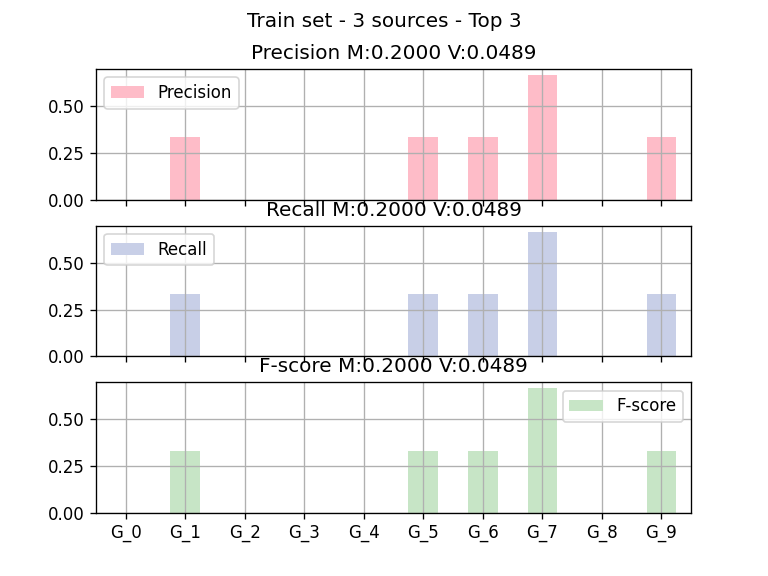 Train set - 3 sources - Top 3
Precision M:0.2000 V:0.0489
0.50
0.25
0.00
Precision
Recall M:0.2000 V:0.0489
0.50
0.25
0.00
Recall
F-score M:0.2000 V:0.0489
0.50
0.25
0.00
F-score
G_0 G_1 G_2 G_3 G_4 G_5 G_6 G_7 G_8 G_9